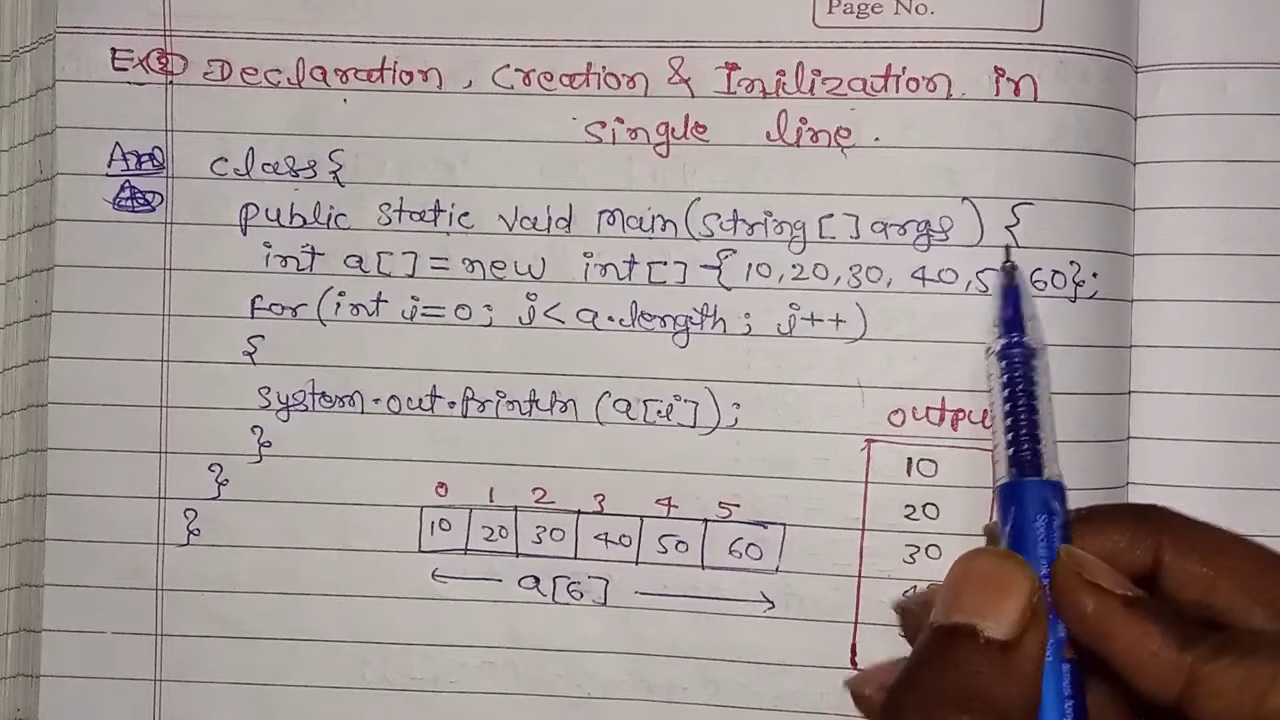 Page No.
Ex② Declaration, Creation & Inilization in
single line.
Ans class{
public static void main(string[]args) {
int a[]=new int[] {10,20,30, 40,5 60};
For(int i=0; i<a.length; i++)
{
system.out.println (a[i]);
}
}
}
0 1 2 3 4 5
10 20 30 40 50 60
a[6]
10
20
30